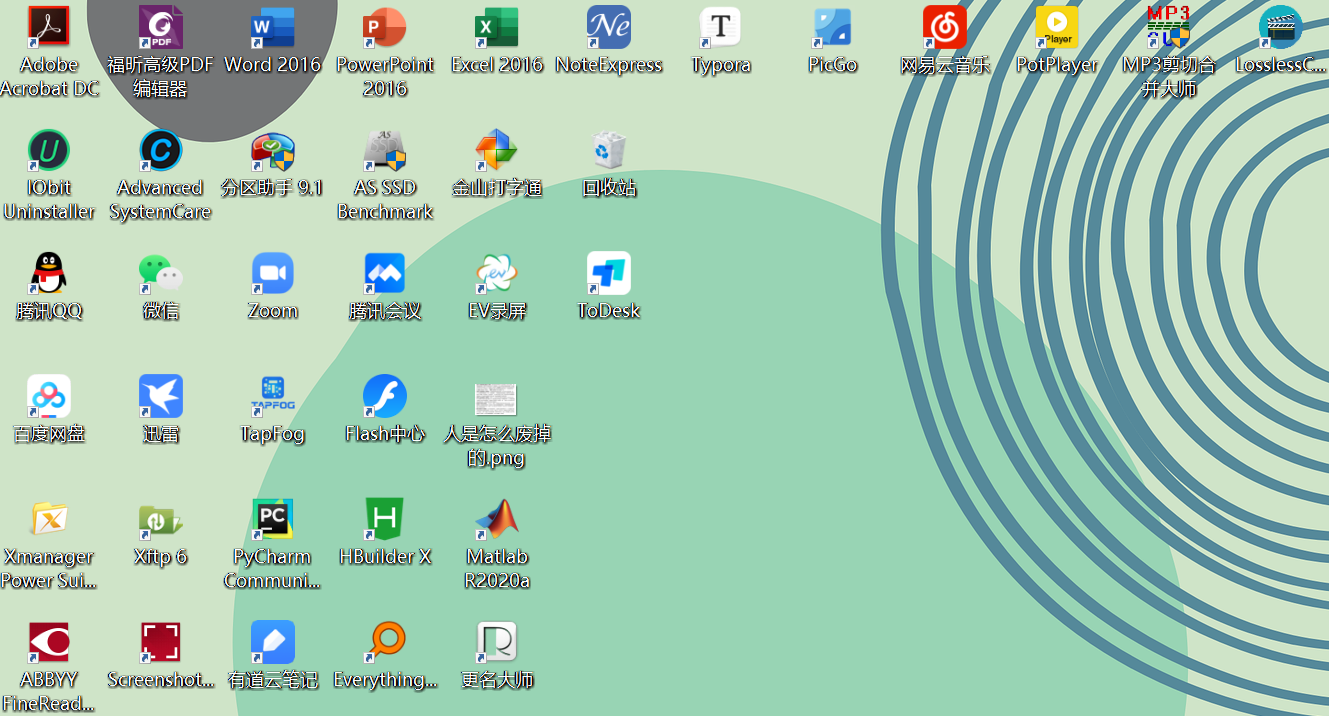 Adobe
Acrobat DC
福昕高级PDF
编辑器
Word 2016
PowerPoint
2016
Excel 2016
NoteExpress
Typora
PicGo
网易云音乐
PotPlayer
MP3剪切合
并大师
LosslessC...
IObit
Uninstaller
Advanced
SystemCare
分区助手 9.1
AS SSD
Benchmark
金山打字通
回收站
腾讯QQ
微信
Zoom
腾讯会议
EV录屏
ToDesk
百度网盘
迅雷
TapFog
Flash中心
人是怎么废掉
的.png
Xmanager
Power Sui...
Xftp 6
PyCharm
Communi...
HBuilder X
Matlab
R2020a
ABBYY
FineRead...
Screenshot...
有道云笔记
Everything...
更名大师